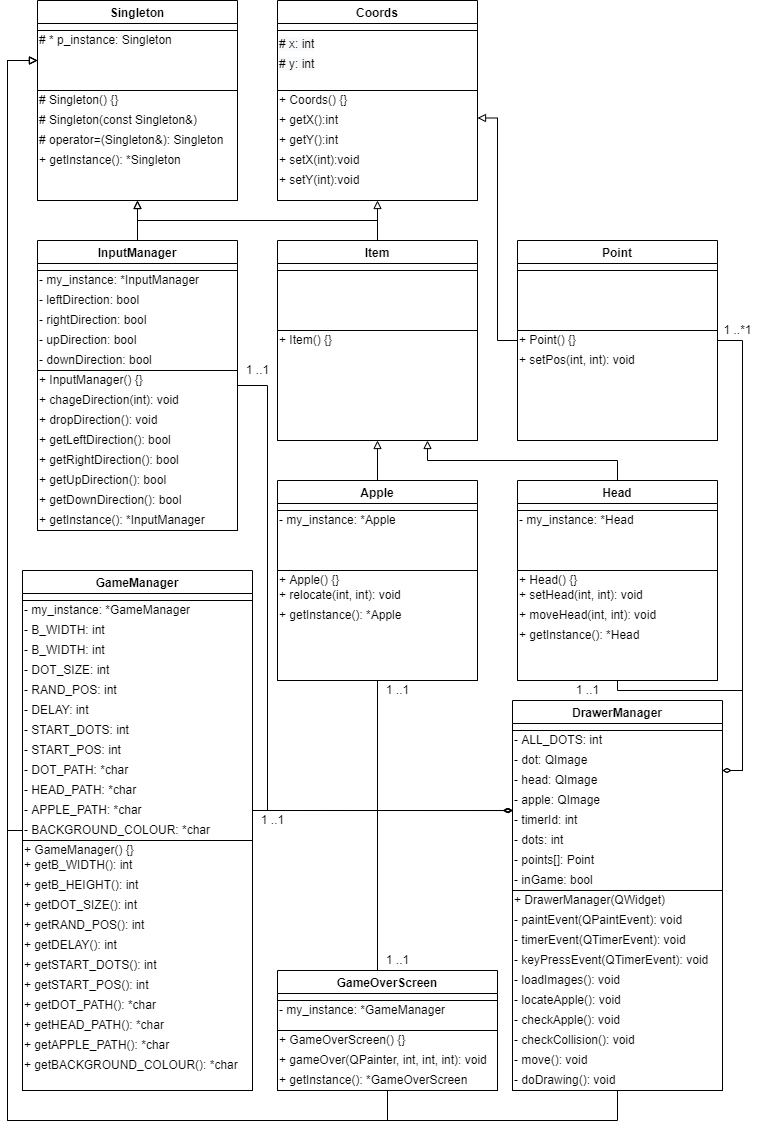 Singleton
# * p_instance: Singleton
# Singleton() {}
# Singleton(const Singleton&)
# operator=(Singleton&): Singleton
+ getInstance(): *Singleton
Coords
# x: int
# y: int
+ Coords() {}
+ getX():int
+ getY():int
+ setX(int):void
+ setY(int):void
InputManager
- my_instance: *InputManager
- leftDirection: bool
- rightDirection: bool
- upDirection: bool
- downDirection: bool
+ InputManager() {}
+ chageDirection(int): void
+ dropDirection(): void
+ getLeftDirection(): bool
+ getRightDirection(): bool
+ getUpDirection(): bool
+ getDownDirection(): bool
+ getInstance(): *InputManager
1 ..1
Item
+ Item() {}
Point
+ Point() {}
+ setPos(int, int): void
1 ..*1
Apple
- my_instance: *Apple
+ Apple() {}
+ relocate(int, int): void
+ getInstance(): *Apple
1 ..1
Head
- my_instance: *Head
+ Head() {}
+ setHead(int, int): void
+ moveHead(int, int): void
+ getInstance(): *Head
1 ..1
GameManager
- my_instance: *GameManager
- B_WIDTH: int
- B_WIDTH: int
- DOT_SIZE: int
- RAND_POS: int
- DELAY: int
- START_DOTS: int
- START_POS: int
- DOT_PATH: *char
- HEAD_PATH: *char
- APPLE_PATH: *char
- BACKGROUND_COLOUR: *char
+ GameManager() {}
+ getB_WIDTH(): int
+ getB_HEIGHT(): int
+ getDOT_SIZE(): int
+ getRAND_POS(): int
+ getDELAY(): int
+ getSTART_DOTS(): int
+ getSTART_POS(): int
+ getDOT_PATH(): *char
+ getHEAD_PATH(): *char
+ getAPPLE_PATH(): *char
+ getBACKGROUND_COLOUR(): *char
1 ..1
DrawerManager
- ALL_DOTS: int
- dot: QImage
- head: QImage
- apple: QImage
- timerId: int
- dots: int
- points[]: Point
- inGame: bool
+ DrawerManager(QWidget)
- paintEvent(QPaintEvent): void
- timerEvent(QTimerEvent): void
- keyPressEvent(QTimerEvent): void
- loadImages(): void
- locateApple(): void
- checkApple(): void
- checkCollision(): void
- move(): void
- doDrawing(): void
1 ..1
GameOverScreen
- my_instance: *GameManager
+ GameOverScreen() {}
+ gameOver(QPainter, int, int, int): void
+ getInstance(): *GameOverScreen